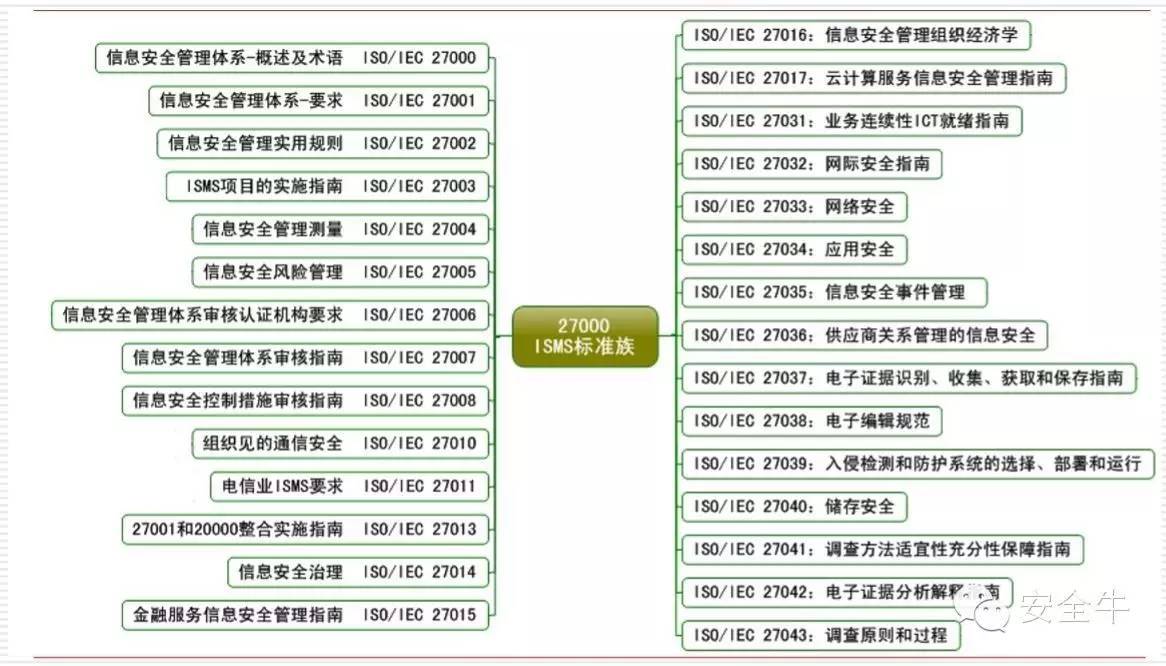 信息安全管理体系-概述及术语 ISO/IEC 27000
信息安全管理体系-要求 ISO/IEC 27001
信息安全管理实用规则 ISO/IEC 27002
ISMS项目的实施指南 ISO/IEC 27003
信息安全管理测量 ISO/IEC 27004
信息安全风险管理 ISO/IEC 27005
信息安全管理体系审核认证机构要求 ISO/IEC 27006
信息安全管理体系审核指南 ISO/IEC 27007
信息安全控制措施审核指南 ISO/IEC 27008
组织见的通信安全 ISO/IEC 27010
电信业ISMS要求 ISO/IEC 27011
27001和20000整合实施指南 ISO/IEC 27013
信息安全治理 ISO/IEC 27014
金融服务信息安全管理指南 ISO/IEC 27015
27000
ISMS标准族
ISO/IEC 27016：信息安全管理组织经济学
ISO/IEC 27017：云计算服务信息安全管理指南
ISO/IEC 27031：业务连续性ICT就绪指南
ISO/IEC 27032：网际安全指南
ISO/IEC 27033：网络安全
ISO/IEC 27034：应用安全
ISO/IEC 27035：信息安全事件管理
ISO/IEC 27036：供应商关系管理的信息安全
ISO/IEC 27037：电子证据识别、收集、获取和保存指南
ISO/IEC 27038：电子编辑规范
ISO/IEC 27039：入侵检测和防护系统的选择、部署和运行
ISO/IEC 27040：储存安全
ISO/IEC 27041：调查方法适宜性充分性保障指南
ISO/IEC 27042：电子证据分析解释指南
ISO/IEC 27043：调查原则和过程
安全牛